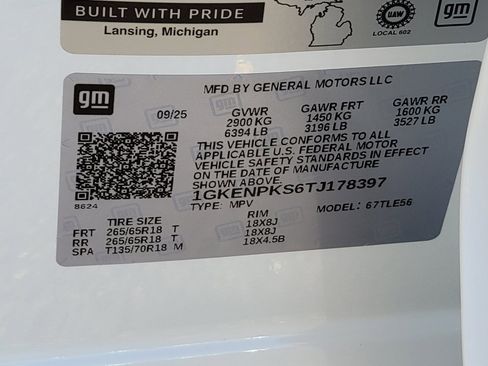 BUILT WITH PRIDE
Lansing, Michigan
UAW
LOCAL 602
gm
gm
MFD BY GENERAL MOTORS LLC
09/25 GVWR GAWR FRT GAWR RR
2900 KG 1450 KG 1600 KG
6394 LB 3196 LB 3527 LB
THIS VEHICLE CONFORMS TO ALL
APPLICABLE U.S. FEDERAL MOTOR
VEHICLE SAFETY STANDARDS IN EFFECT
ON THE DATE OF MANUFACTURE
SHOWN ABOVE.
1GKENPKS6TJ178397
8624
TYPE: MPV MODEL: 67TLE56
TIRE SIZE RIM
FRT 265/65R18 T 18X8J
RR 265/65R18 T 18X8J
SPA T135/70R18 M 18X4.5B